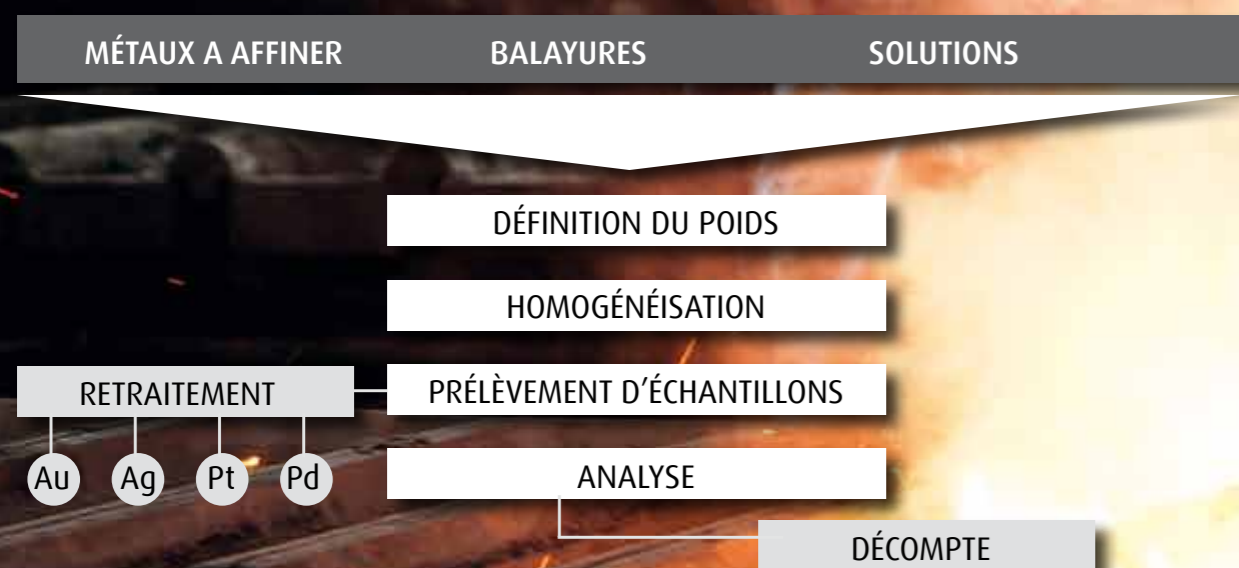 MÉTAUX A AFFINER BALAYURES SOLUTIONS
DÉFINITION DU POIDS
HOMOGÉNÉISATION
RETRAITEMENT PRÉLÈVEMENT D’ÉCHANTILLONS
Au Ag Pt Pd ANALYSE
DÉCOMPTE